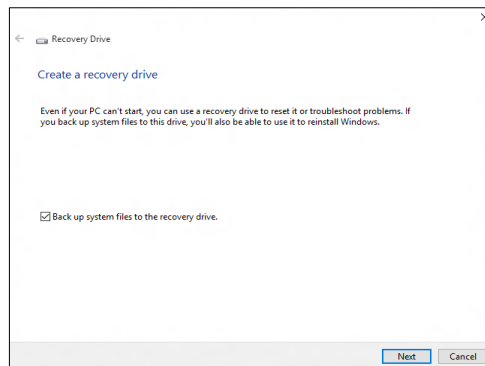 Recovery Drive
Create a recovery drive
Even if your PC can't start, you can use a recovery drive to reset it or troubleshoot problems. If
you back up system files to this drive, you'll also be able to use it to reinstall Windows.
Back up system files to the recovery drive.
Next Cancel